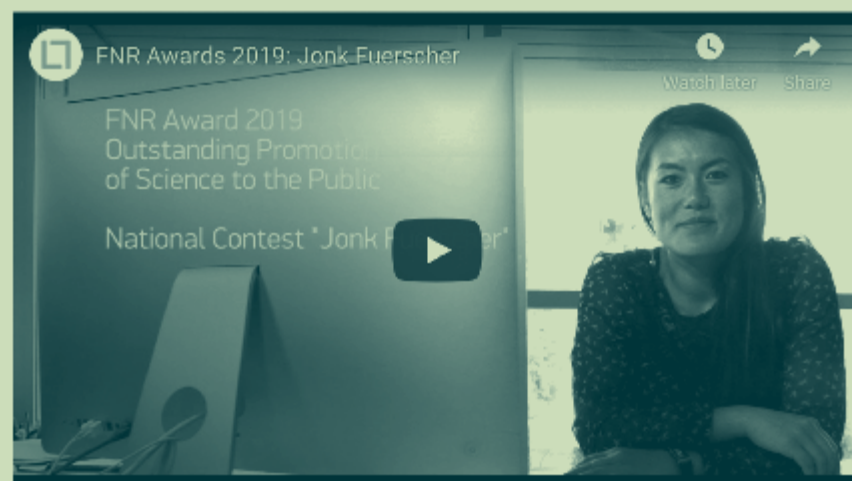 FNR Awards 2019: Jonk Fuerscher
Watch later
Share
FNR Award 2019
Outstanding Promotion
of Science to the Public
National Contest "Jonk Fuerscher"